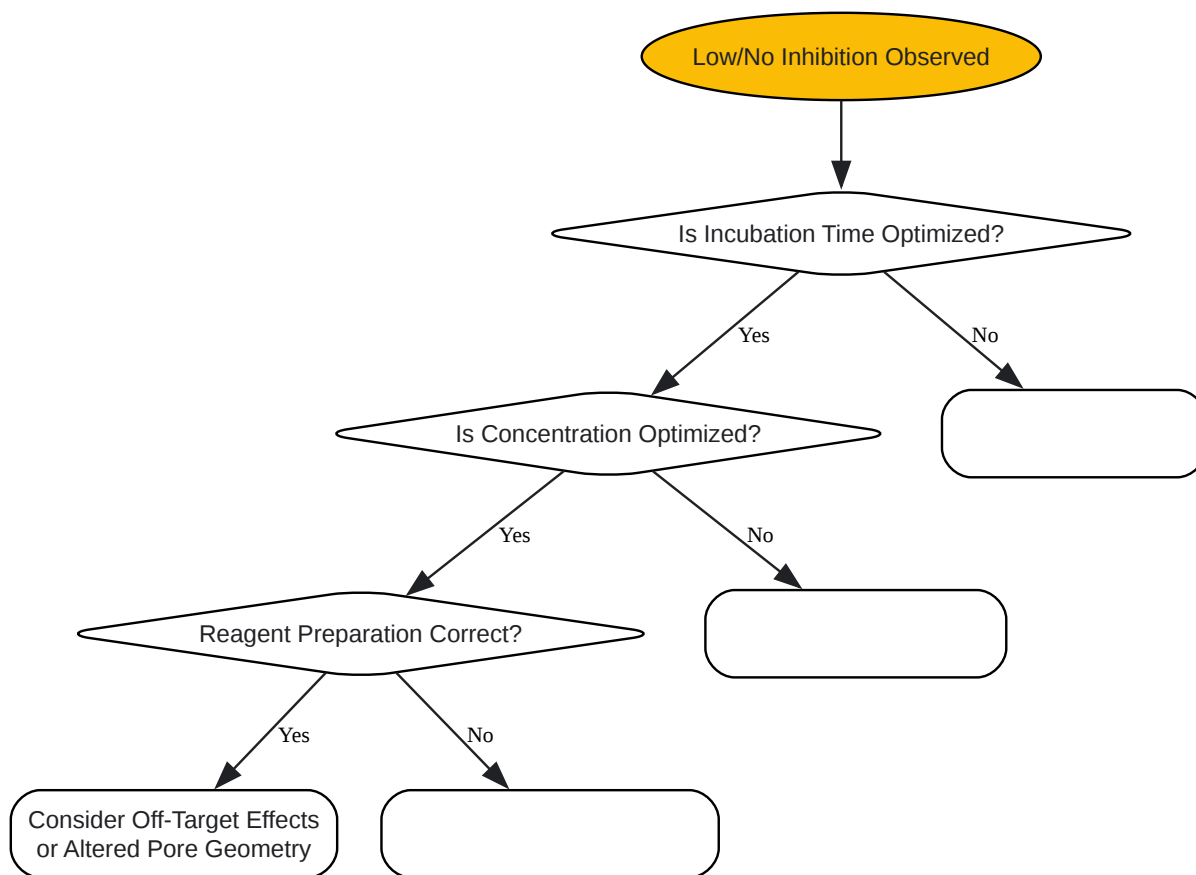 Low/No Inhibition Observed
Is Incubation Time Optimized?
Yes
No
Is Concentration Optimized?
Yes
No
Reagent Preparation Correct?
Yes
No
Consider Off-Target Effects
or Altered Pore Geometry